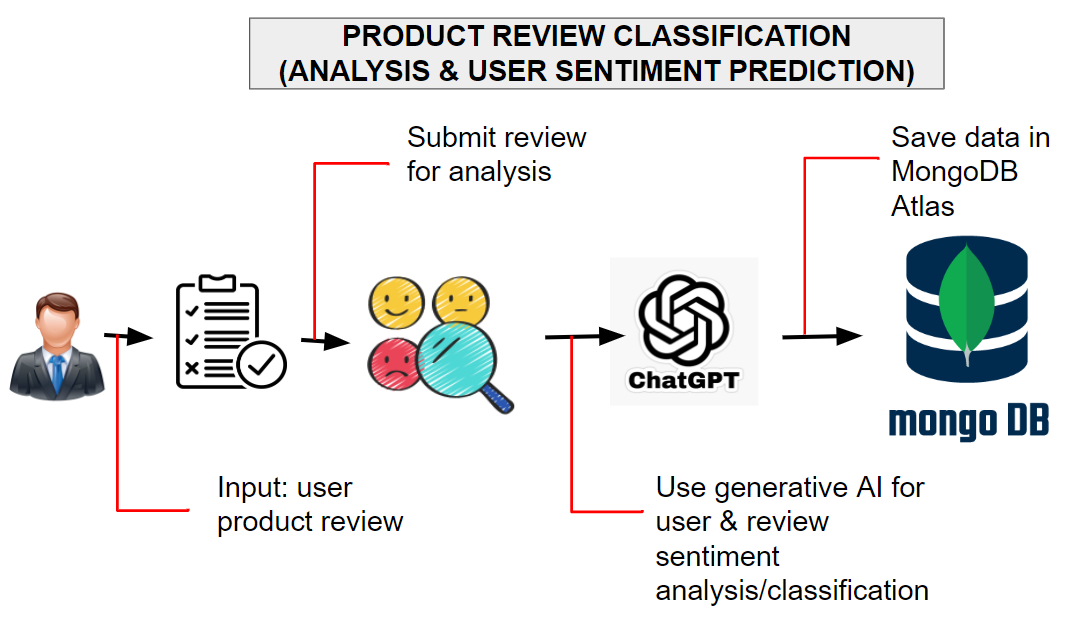 PRODUCT REVIEW CLASSIFICATION
(ANALYSIS & USER SENTIMENT PREDICTION)
Submit review
for analysis
Save data in
MongoDB
Atlas
ChatGPT
mongo DB
Input: user
product review
Use generative AI for
user & review
sentiment
analysis/classification